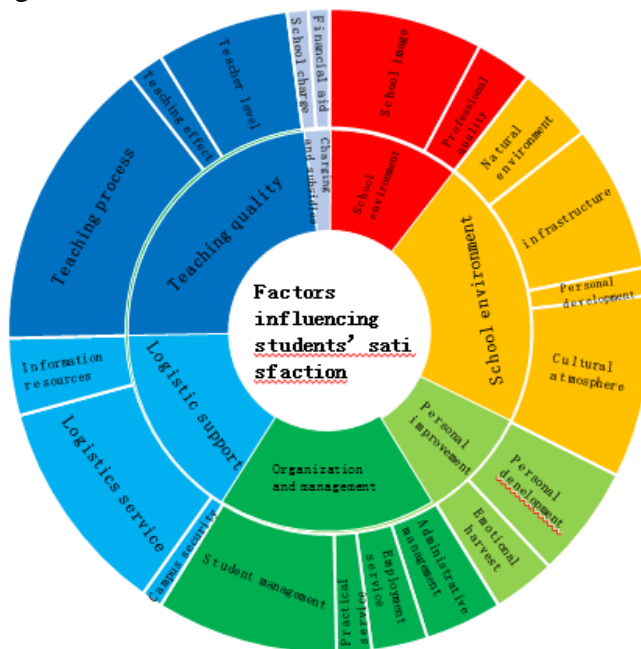 Factors
influencing
students' sati
sfaction
School environment
School image
Professional
quality
School environment
Natural
environment
infrastructure
Personal
development
Cultural
atmosphere
Personal
improvement
Personal
denelopment
Emotional
harvest
Organization
and management
Administrative
management
Employment
service
Practical
service
Student management
Logistic support
Campus security
Logistics service
Information
resources
Teaching quality
Teaching process
Teaching effect
Teacher level
Charging
and subsidies
School charge
Financial aid